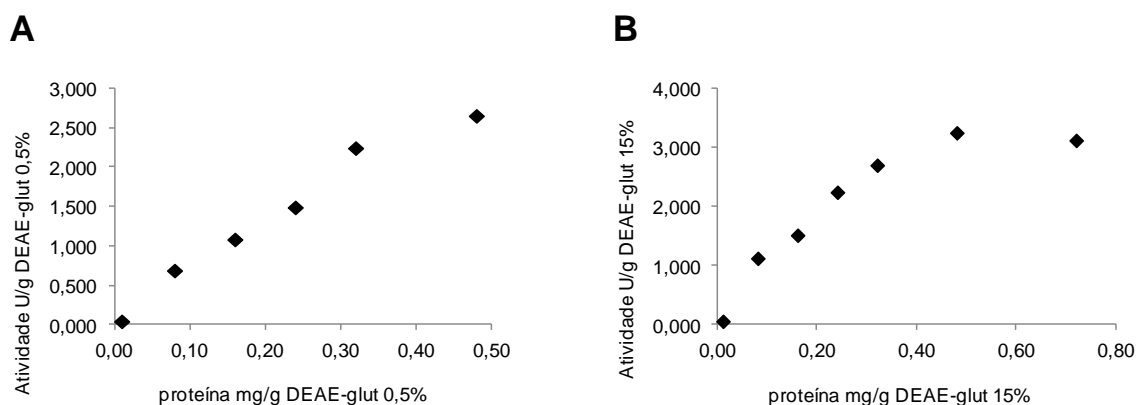 A
Atividade U/g DEAE-glut 0,5%
3,000
2,500
2,000
1,500
1,000
0,500
0,000
0,00 0,10 0,20 0,30 0,40 0,50
proteína mg/g DEAE-glut 0,5%
B
Atividade U/g DEAE-glut 15%
4,000
3,000
2,000
1,000
0,000
0,00 0,20 0,40 0,60 0,80
proteína mg/g DEAE-glut 15%